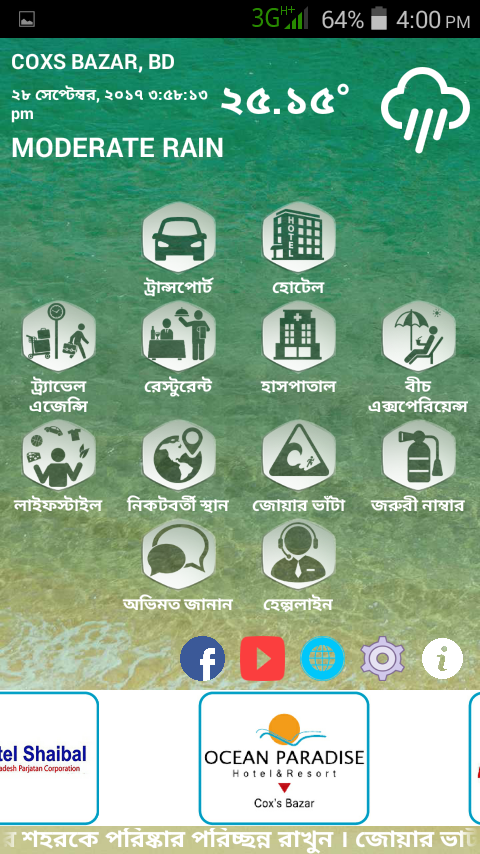 3G H+ 64% 4:00 PM
COXS BAZAR, BD
২৮ সেপ্টেম্বর, ২০১৭ ৩:৫৮:১৩ pm
২৫.১৫°
MODERATE RAIN
HOTEL
ট্রান্সপোর্ট হোটেল
ট্র্যাভেল এজেন্সি রেস্টুরেন্ট হাসপাতাল বীচ এক্সপেরিয়েন্স
লাইফস্টাইল নিকটবর্তী স্থান জোয়ার ভাঁটা জরুরী নাম্বার
অভিমত জানান হেল্পলাইন
tel Shaibal
adesh Parjatan Corporation
OCEAN PARADISE
Hotel & Resort
Cox's Bazar
শহরকে পরিষ্কার পরিচ্ছন্ন রাখুন । জোয়ার ভাট